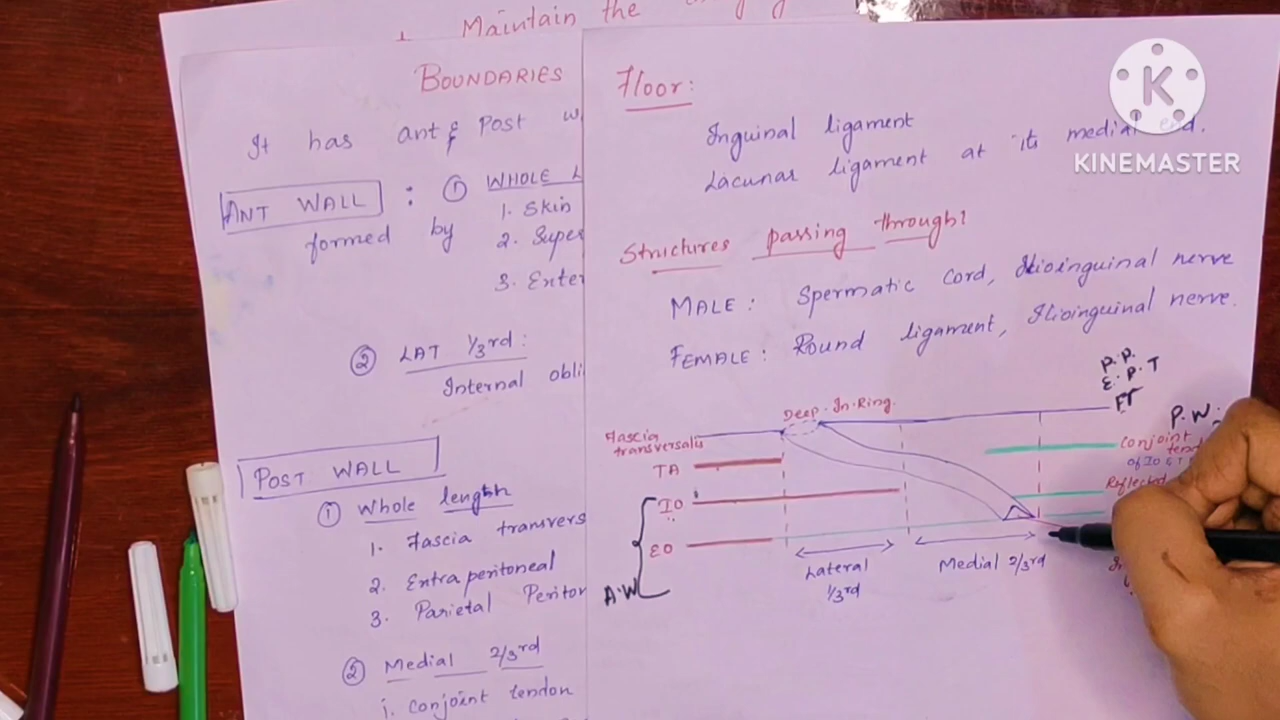 Maintain the
BOUNDARIES
It has ant & Post
ANT WALL : ① WHOLE
formed by 1. Skin
2. Super
3. Exter
② LAT 1/3rd:
Internal obli
POST WALL
① Whole length
1. Fascia transvers
2. Extraperitoneal
3. Parietal Periton
② Medial 2/3rd
i. Conjoint tendon
Floor:
Inguinal ligament
Lacunar ligament at its medial end.
Structures passing through:
MALE: Spermatic Cord, Ilioinguinal nerve
FEMALE: Round ligament, Ilioinguinal nerve.
P.P.
E.P.T
FT
P.W.
Deep In. Ring.
Fascia transversalis
TA
IO
EO
A.W
Conjoint
tend
of IO &
Reflected
Lateral
1/3rd
Medial 2/3rd
K
KINEMASTER